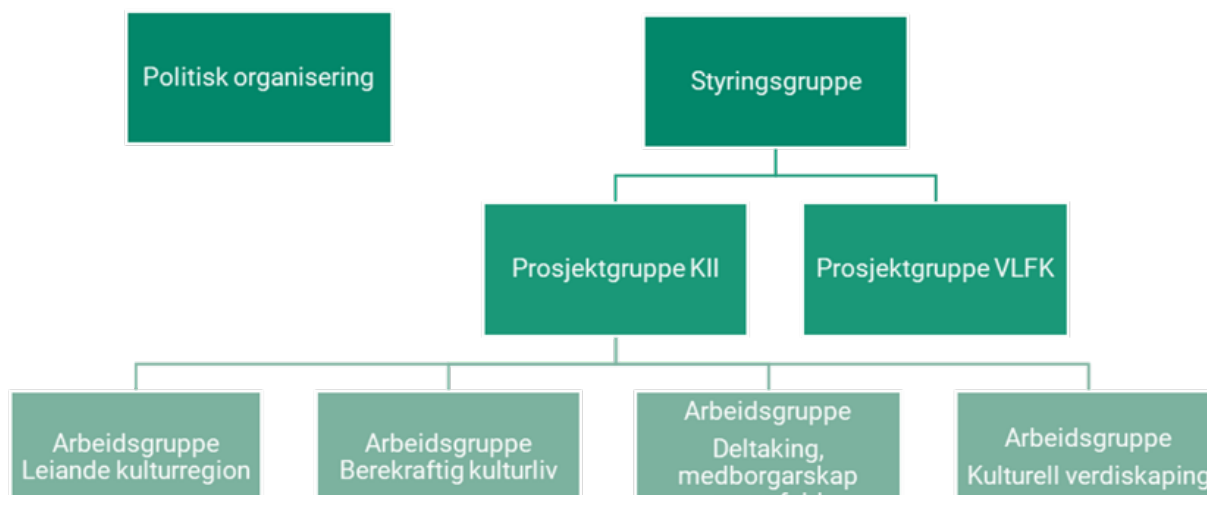 Politisk organisering
Styringsgruppe
Prosjektgruppe KII
Prosjektgruppe VLFK
Arbeidsgruppe
Leiande kulturregion
Arbeidsgruppe
Berekraftig kulturliv
Arbeidsgruppe
Deltaking,
medborgarskap
Arbeidsgruppe
Kulturell verdiskaping